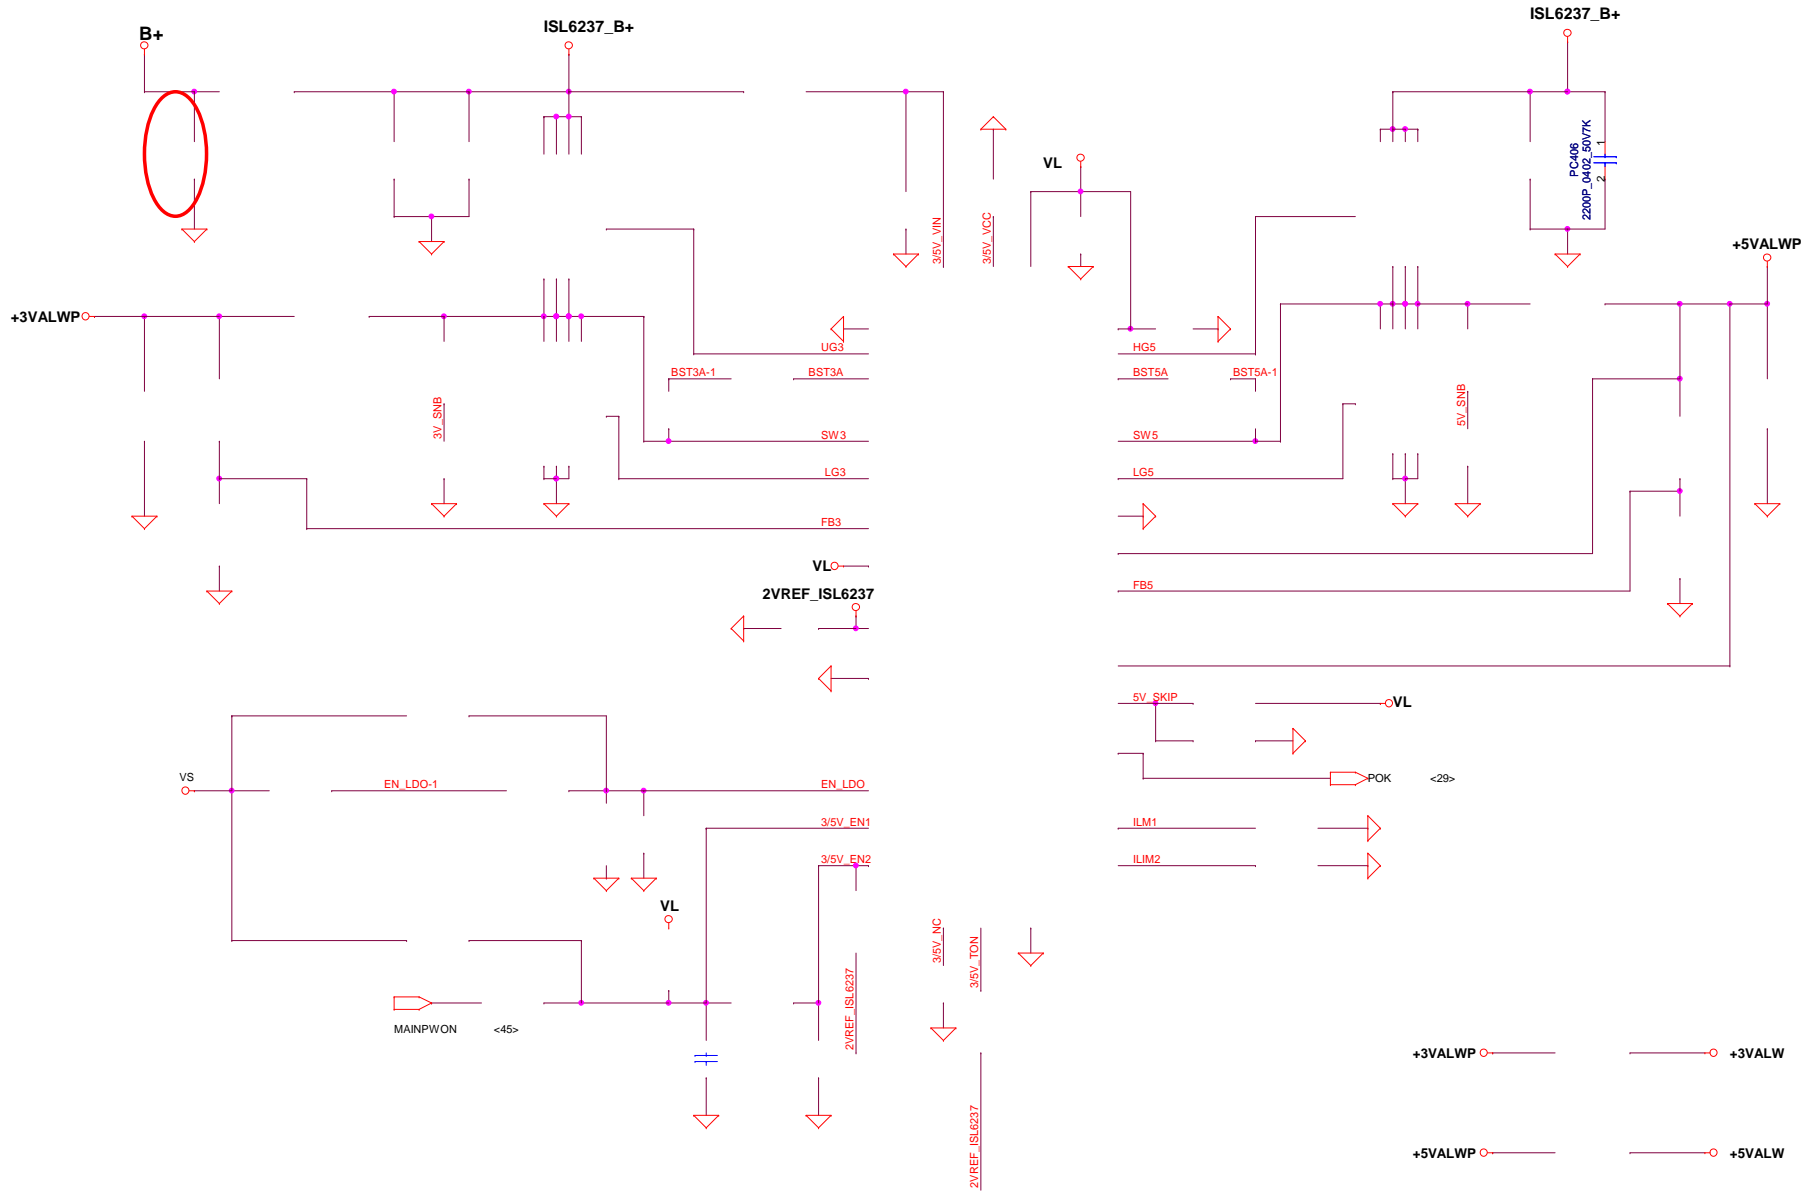 B+
ISL6237_B+
ISL6237_B+
PC406
2200P_0402_50V7K
1
2
VL
3/5V_VIN
3/5V_VCC
+5VALWP
+3VALWP
UG3
HG5
BST3A-1
BST3A
BST5A
BST5A-1
3V_SNB
5V_SNB
SW3
SW5
LG3
LG5
FB3
VL
2VREF_ISL6237
FB5
5V_SKIP
VL
VS
EN_LDO-1
EN_LDO
POK
<29>
3/5V_EN1
ILM1
3/5V_EN2
ILIM2
VL
3/5V_NC
3/5V_TON
2VREF_ISL6237
MAINPWON
<45>
+3VALWP
+3VALW
2VREF_ISL6237
+5VALWP
+5VALW